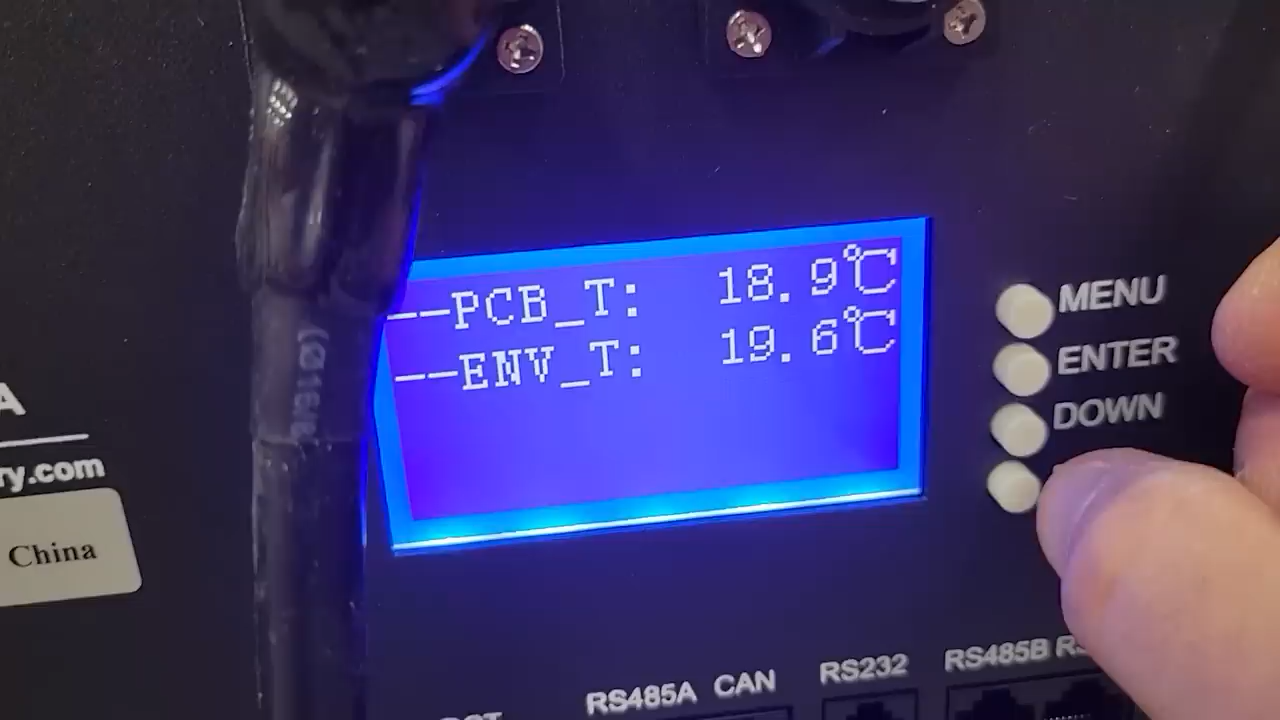 --PCB_T: 18.9℃
--ENV_T: 19.6℃
MENU
ENTER
DOWN
A
ry.com
China
RS485A CAN
RS232
RS485B